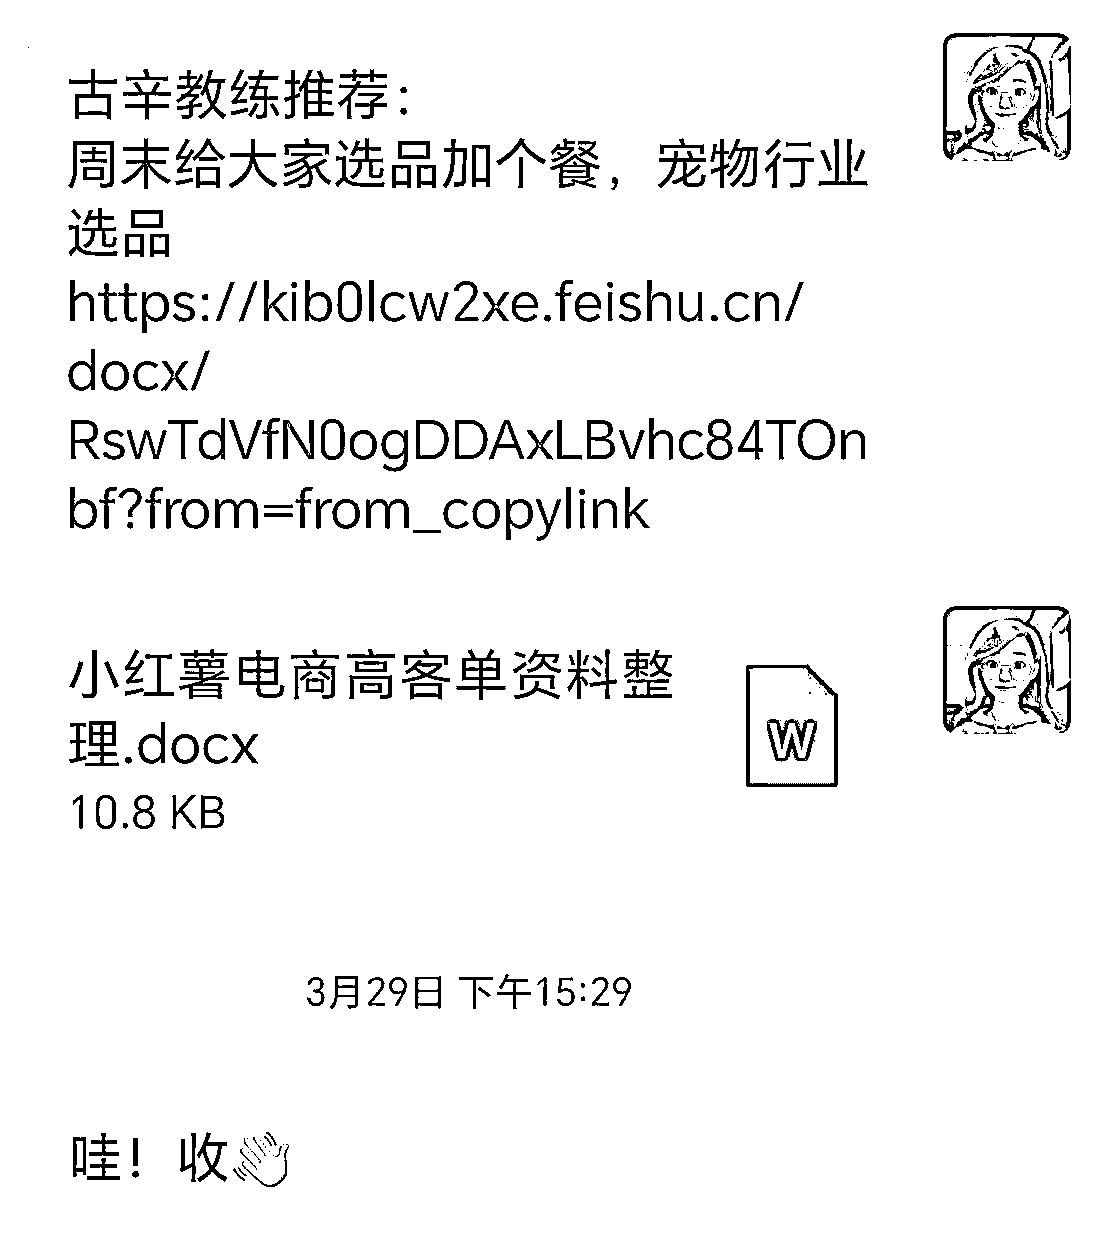 古辛教练推荐：
周末给大家选品加个餐，宠物行业
选品
https://kib0lcw2xe.feishu.cn/
docx/
RswTdVfN0ogDDAxLBvhc84TOn
bf?from=from_copylink
小红薯电商高客单资料整
理.docx
W
10.8 KB
3月29日 下午15:29
哇！收👋